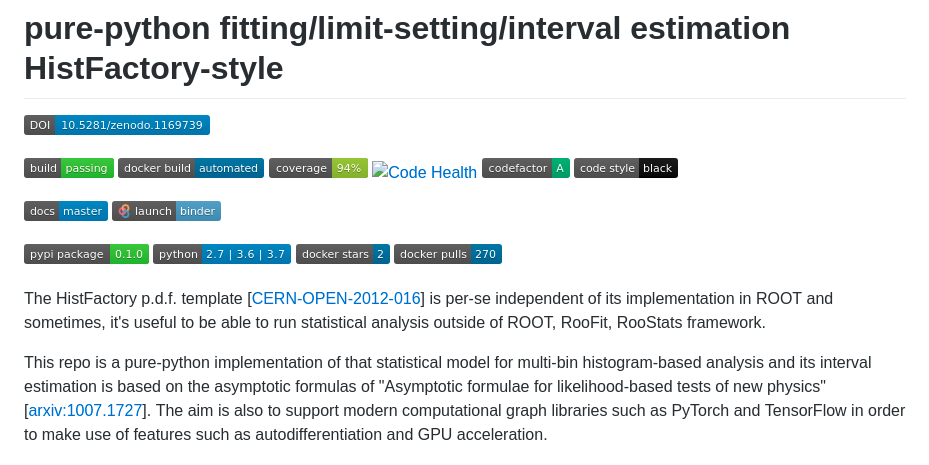 pure-python fitting/limit-setting/interval estimation
HistFactory-style
DOI 10.5281/zenodo.1169739
build passing docker build automated coverage 94% Code Health codefactor A code style black
docs master launch binder
pypi package 0.1.0 python 2.7 | 3.6 | 3.7 docker stars 2 docker pulls 270
The HistFactory p.d.f. template [CERN-OPEN-2012-016] is per-se independent of its implementation in ROOT and
sometimes, it's useful to be able to run statistical analysis outside of ROOT, RooFit, RooStats framework.
This repo is a pure-python implementation of that statistical model for multi-bin histogram-based analysis and its interval
estimation is based on the asymptotic formulas of "Asymptotic formulae for likelihood-based tests of new physics"
[arxiv:1007.1727]. The aim is also to support modern computational graph libraries such as PyTorch and TensorFlow in order
to make use of features such as autodifferentiation and GPU acceleration.